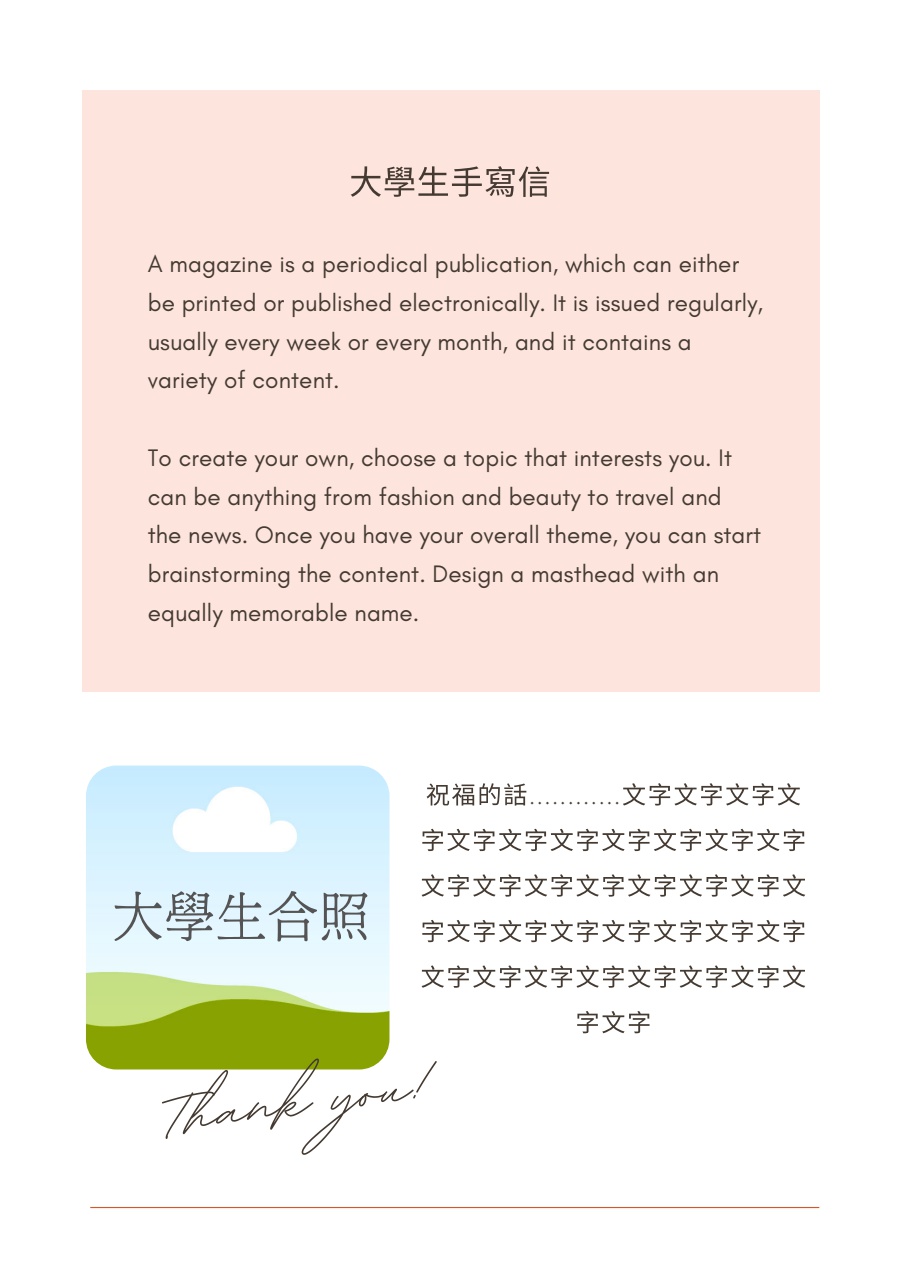 大學生手寫信
A magazine is a periodical publication, which can either
be printed or published electronically. It is issued regularly,
usually every week or every month, and it contains a
variety of content.
To create your own, choose a topic that interests you. It
can be anything from fashion and beauty to travel and
the news. Once you have your overall theme, you can start
brainstorming the content. Design a masthead with an
equally memorable name.
大學生合照
祝福的話............文字文字文字文
字文字文字文字文字文字文字文字
文字文字文字文字文字文字文字文
字文字文字文字文字文字文字文字
文字文字文字文字文字文字文字文
字文字
Thank you!